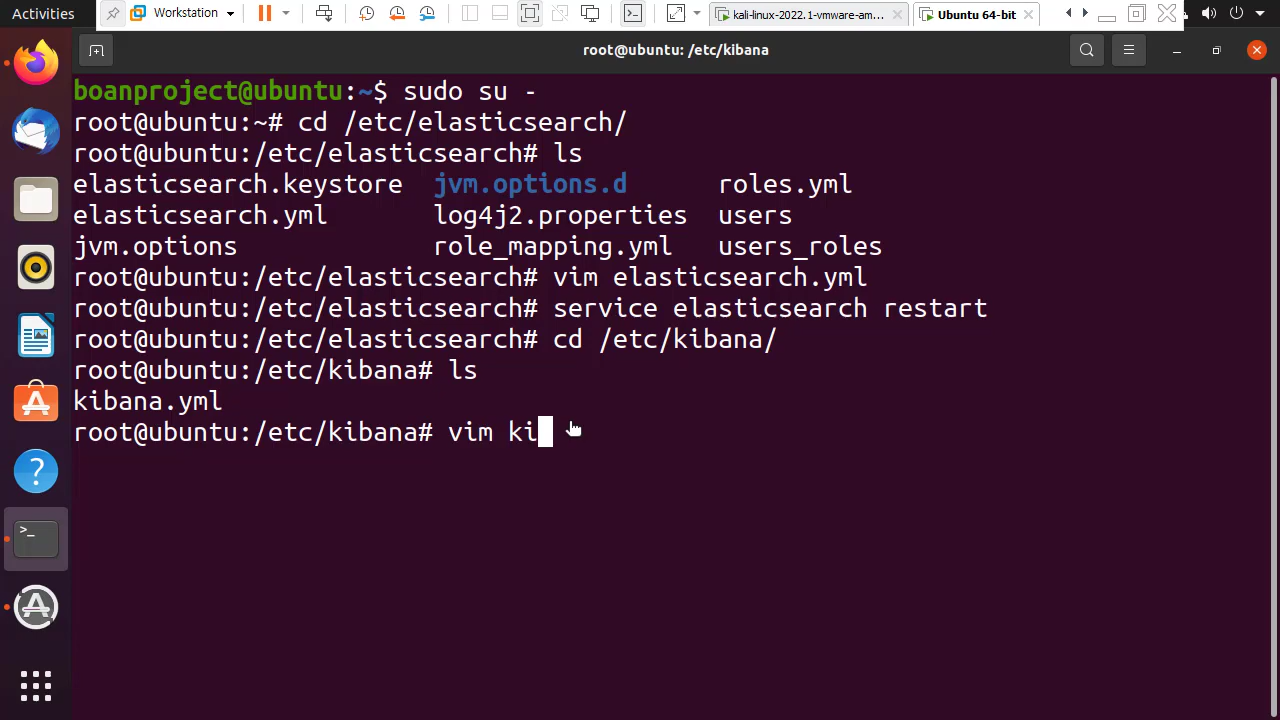 Activities
Workstation
kali-linux-2022.1-vmware-am...
Ubuntu 64-bit
root@ubuntu: /etc/kibana
boanproject@ubuntu:~$ sudo su -
root@ubuntu:~# cd /etc/elasticsearch/
root@ubuntu:/etc/elasticsearch# ls
elasticsearch.keystore jvm.options.d roles.yml
elasticsearch.yml log4j2.properties users
jvm.options role_mapping.yml users_roles
root@ubuntu:/etc/elasticsearch# vim elasticsearch.yml
root@ubuntu:/etc/elasticsearch# service elasticsearch restart
root@ubuntu:/etc/elasticsearch# cd /etc/kibana/
root@ubuntu:/etc/kibana# ls
kibana.yml
root@ubuntu:/etc/kibana# vim ki